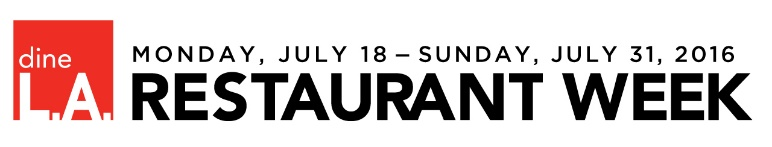 dine
L.A.
MONDAY, JULY 18 – SUNDAY, JULY 31, 2016
RESTAURANT WEEK